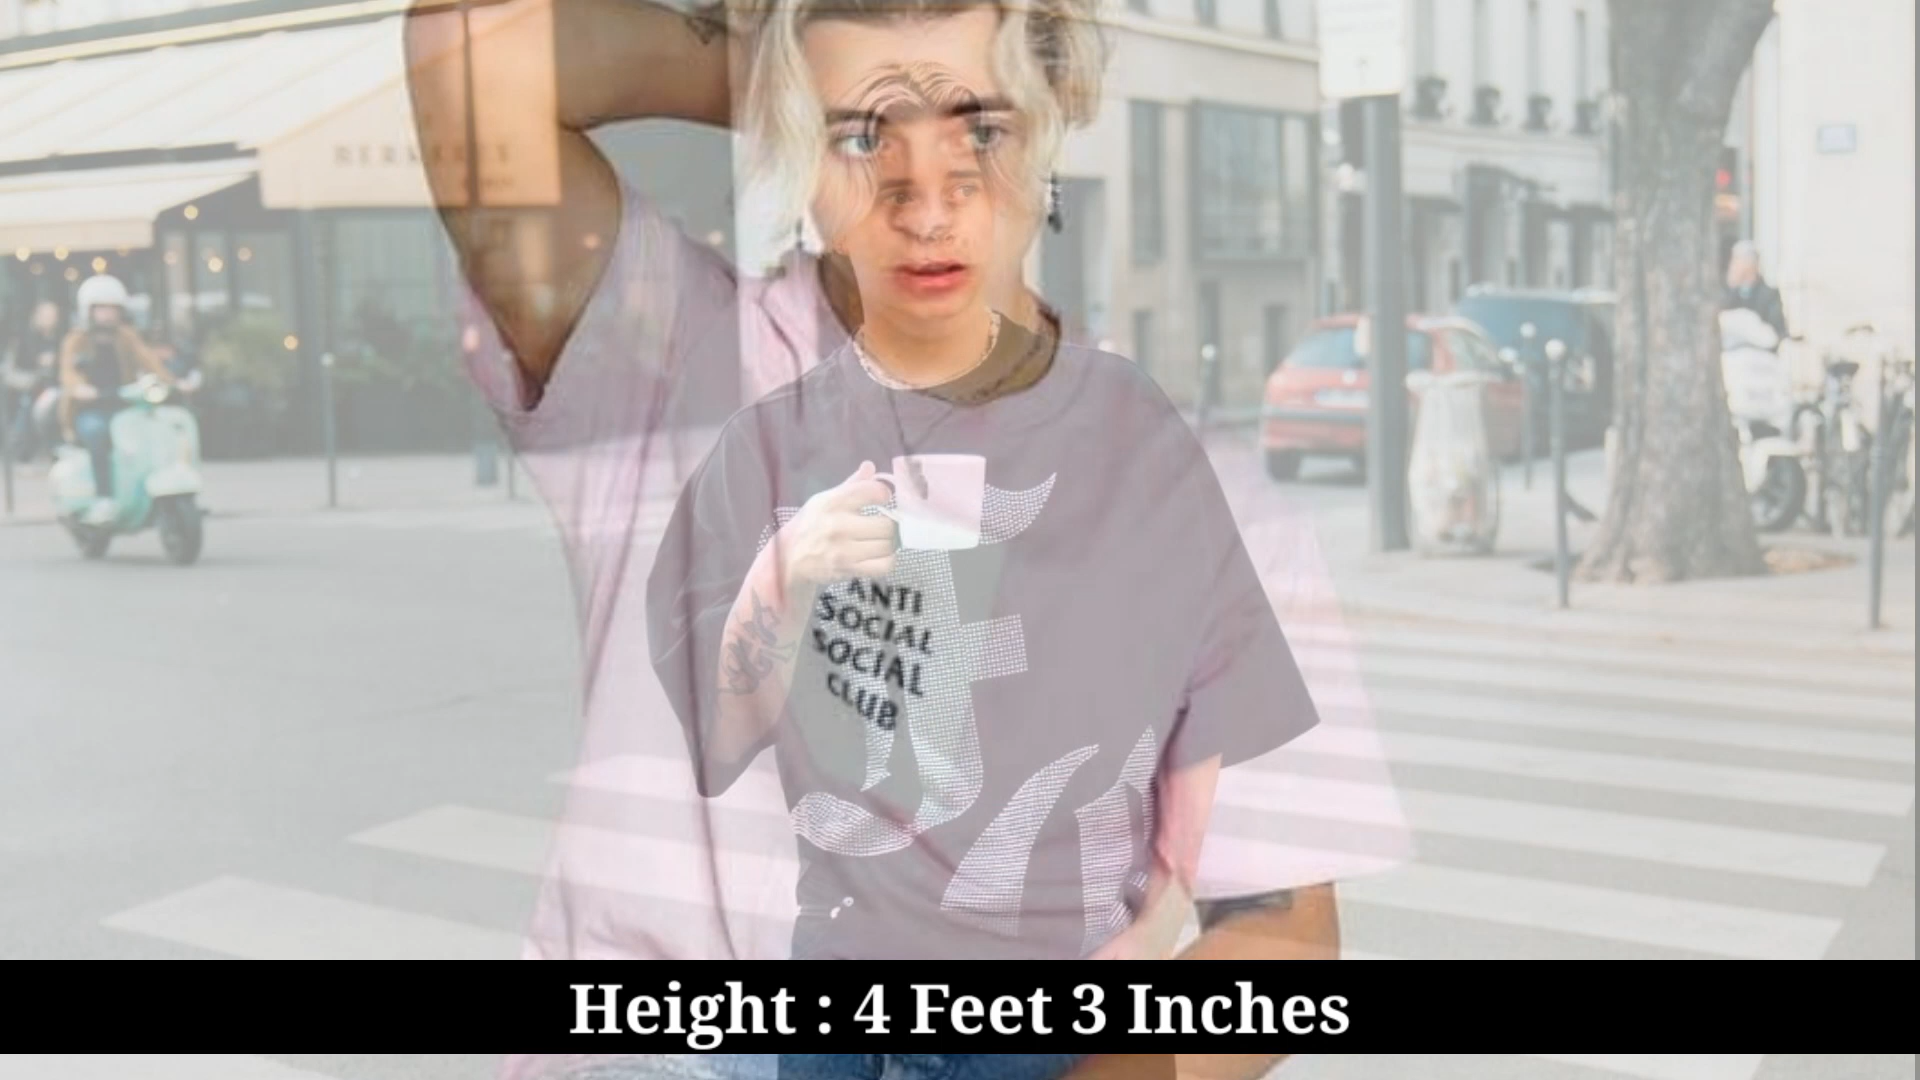 ANTI
SOCIAL
SOCIAL
CLUB
Height : 4 Feet 3 Inches